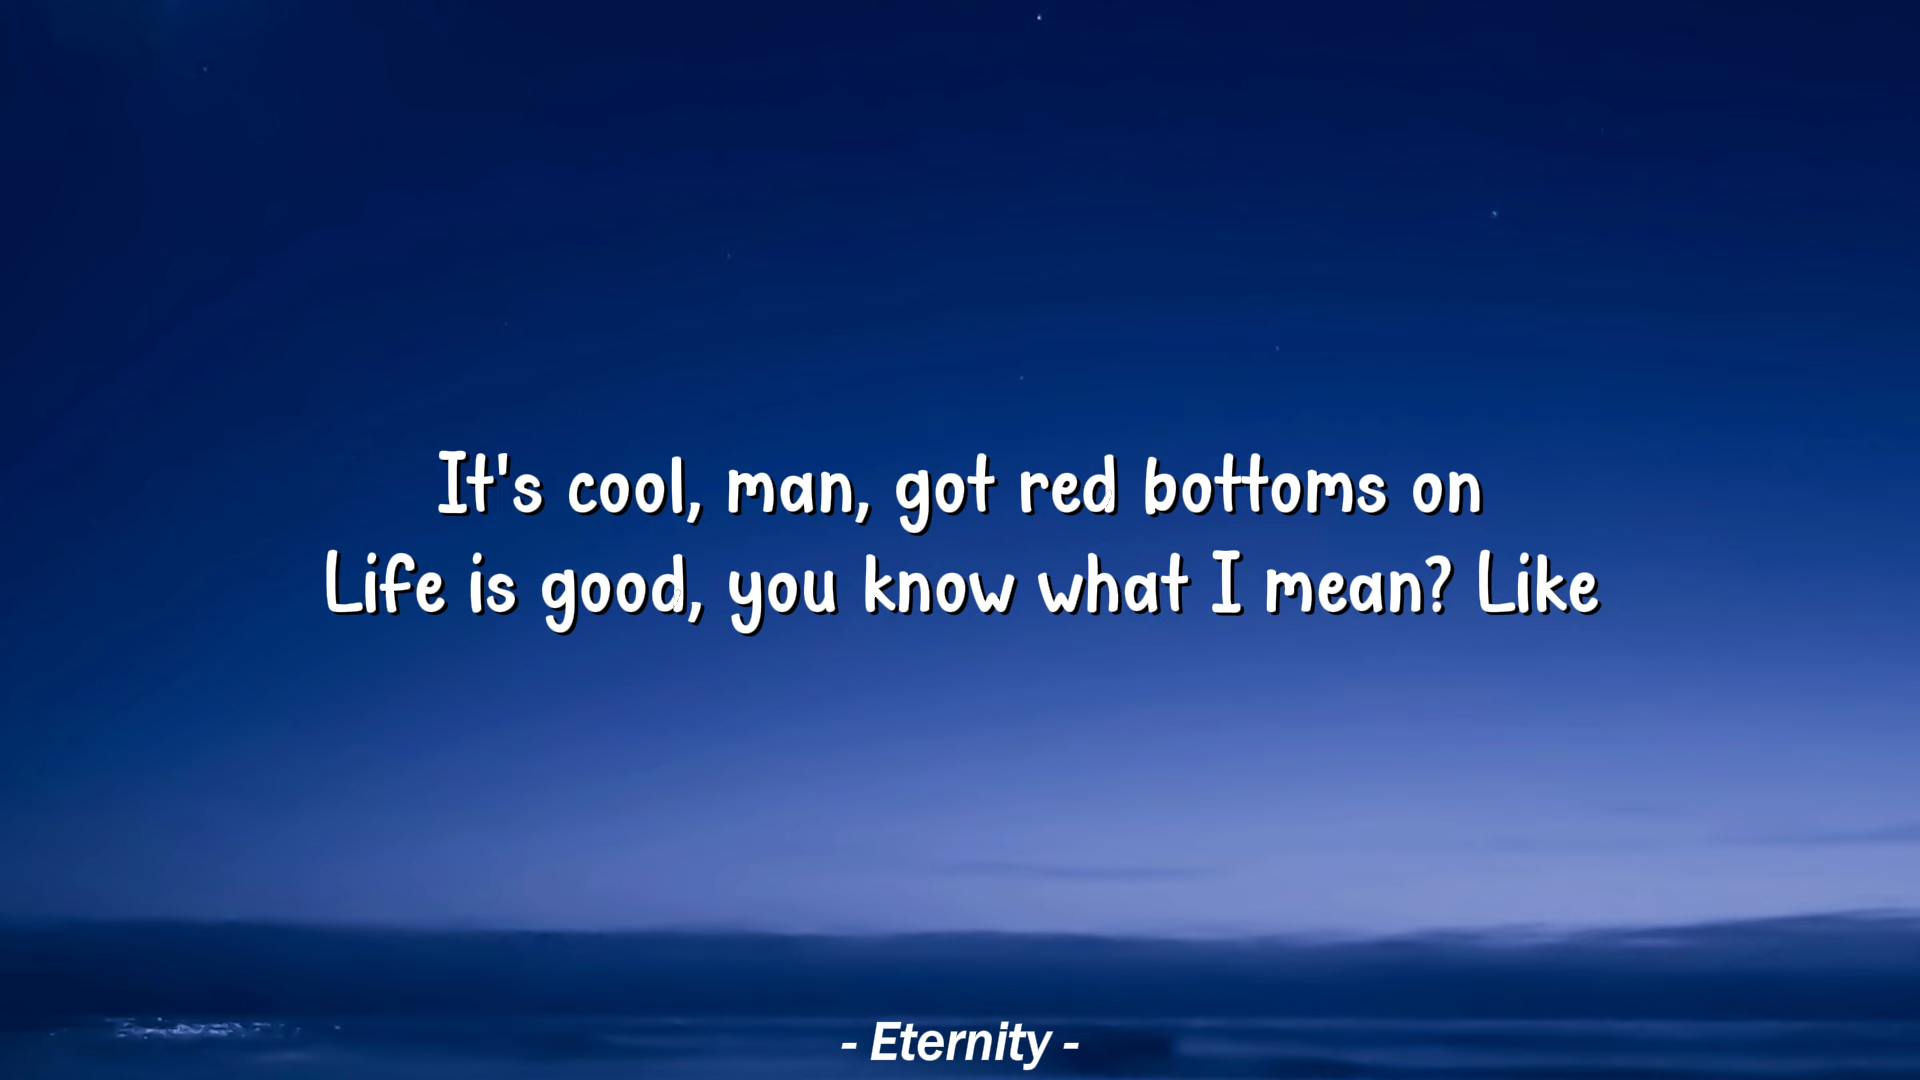 It's cool, man, got red bottoms on
Life is good, you know what I mean? Like
- Eternity -